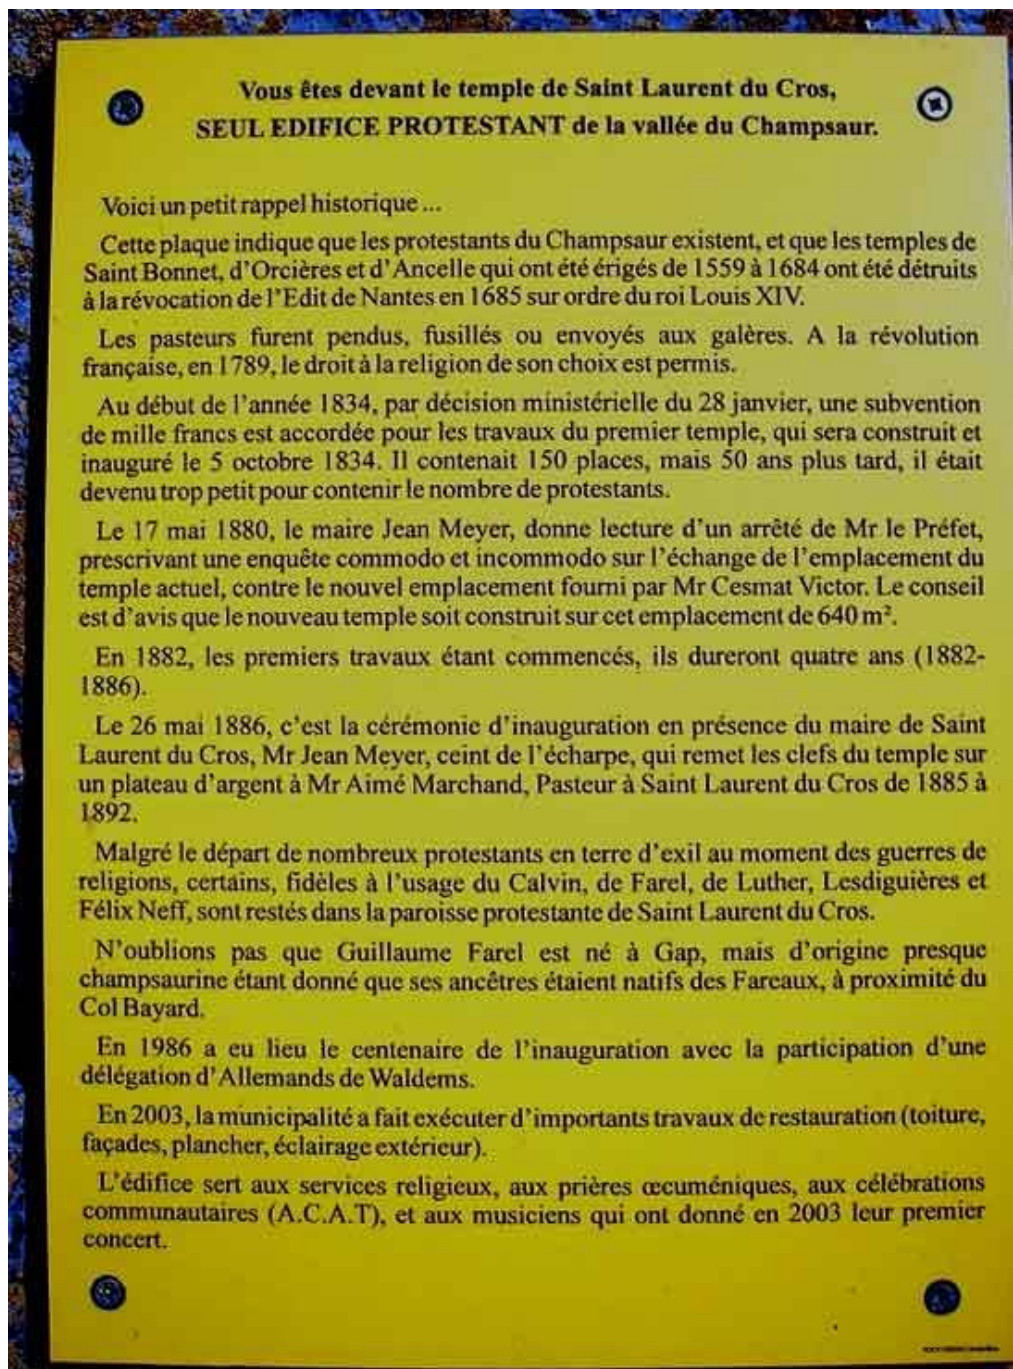 Vous êtes devant le temple de Saint Laurent du Cros,
SEUL EDIFICE PROTESTANT de la vallée du Champsaur.
Voici un petit rappel historique ...
Cette plaque indique que les protestants du Champsaur existent, et que les temples de
Saint Bonnet, d'Orcières et d'Ancelle qui ont été érigés de 1559 à 1684 ont été détruits
à la révocation de l'Edit de Nantes en 1685 sur ordre du roi Louis XIV.
Les pasteurs furent pendus, fusillés ou envoyés aux galères. A la révolution
française, en 1789, le droit à la religion de son choix est permis.
Au début de l'année 1834, par décision ministérielle du 28 janvier, une subvention
de mille francs est accordée pour les travaux du premier temple, qui sera construit et
inauguré le 5 octobre 1834. Il contenait 150 places, mais 50 ans plus tard, il était
devenu trop petit pour contenir le nombre de protestants.
Le 17 mai 1880, le maire Jean Meyer, donne lecture d'un arrêté de Mr le Préfet,
prescrivant une enquête commodo et incommodo sur l'échange de l'emplacement du
temple actuel, contre le nouvel emplacement fourni par Mr Cesmat Victor. Le conseil
est d'avis que le nouveau temple soit construit sur cet emplacement de 640 m².
En 1882, les premiers travaux étant commencés, ils dureront quatre ans (1882-
1886).
Le 26 mai 1886, c'est la cérémonie d'inauguration en présence du maire de Saint
Laurent du Cros, Mr Jean Meyer, ceint de l'écharpe, qui remet les clefs du temple sur
un plateau d'argent à Mr Aimé Marchand, Pasteur à Saint Laurent du Cros de 1885 à
1892.
Malgré le départ de nombreux protestants en terre d'exil au moment des guerres de
religions, certains, fidèles à l'usage du Calvin, de Farel, de Luther, Lesdiguières et
Félix Neff, sont restés dans la paroisse protestante de Saint Laurent du Cros.
N'oublions pas que Guillaume Farel est né à Gap, mais d'origine presque
champsaurine étant donné que ses ancêtres étaient natifs des Fareaux, à proximité du
Col Bayard.
En 1986 a eu lieu le centenaire de l'inauguration avec la participation d'une
délégation d'Allemands de Waldems.
En 2003, la municipalité a fait exécuter d'importants travaux de restauration (toiture,
façades, plancher, éclairage extérieur).
L'édifice sert aux services religieux, aux prières œcuméniques, aux célébrations
communautaires (A.C.A.T), et aux musiciens qui ont donné en 2003 leur premier
concert.